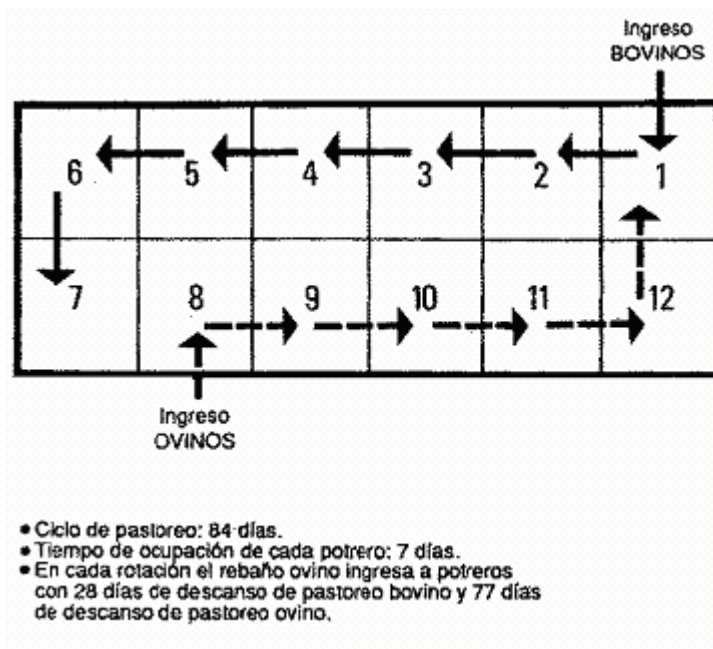 Ingreso
BOVINOS
6 5 4 3 2 1
7 8 9 10 11 12
Ingreso
OVINOS
• Ciclo de pastoreo: 84 días.
• Tiempo de ocupación de cada potrero: 7 días.
• En cada rotación el rebaño ovino ingresa a potreros
con 28 días de descanso de pastoreo bovino y 77 días
de descanso de pastoreo ovino.